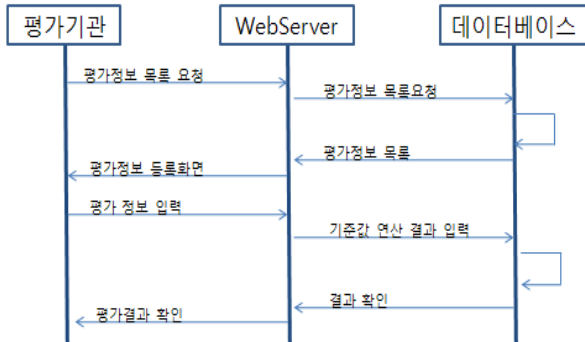 평가기관
WebServer
데이터베이스
평가정보 목록 요청
평가정보 목록요청
평가정보 목록
평가정보 등록화면
평가 정보 입력
기준값 연산 결과 입력
결과 확인
평가결과 확인